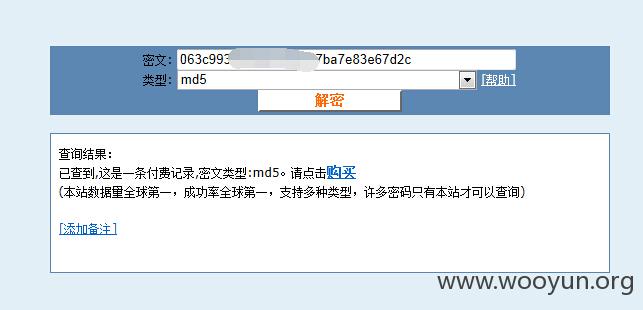 密文： 063c993 7ba7e83e67d2c
类型： md5 [帮助]
解密
查询结果：
已查到,这是一条付费记录,密文类型:md5。请点击购买
(本站数据量全球第一，成功率全球第一，支持多种类型，许多密码只有本站才可以查询)
[添加备注]
www.wooyun.org